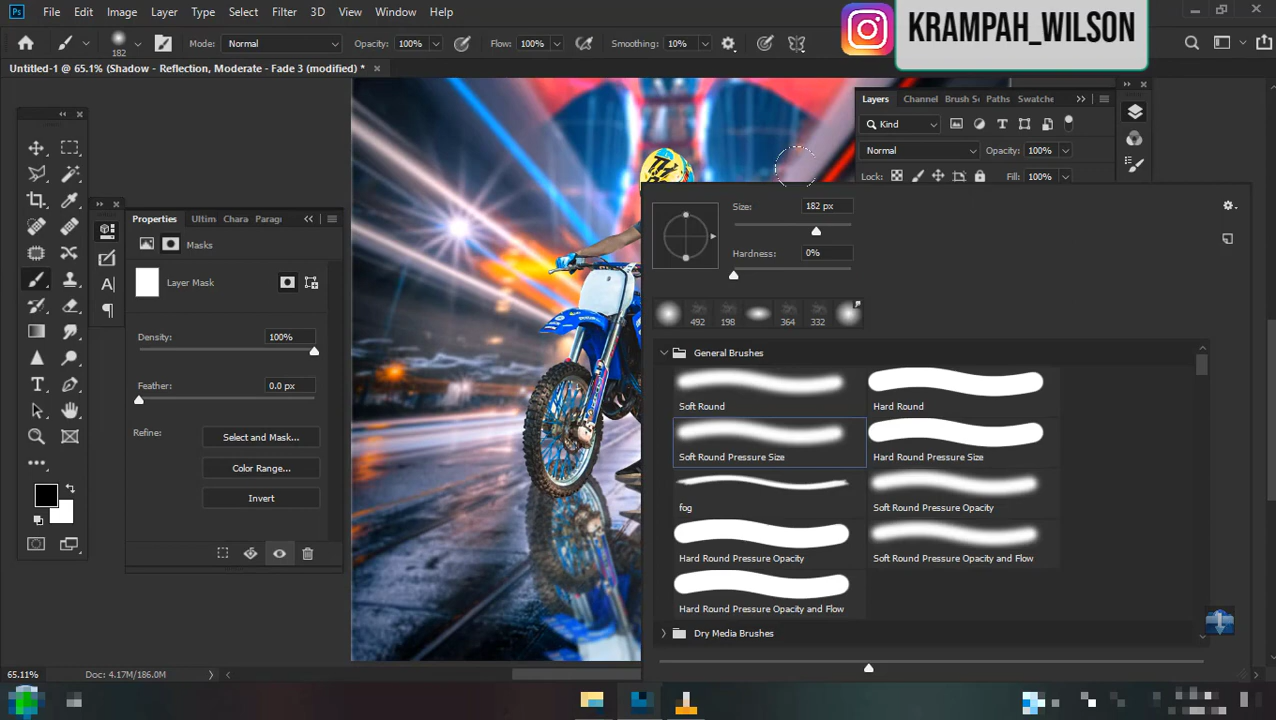 Ps File Edit Image Layer Type Select Filter 3D View Window Help
KRAMPAH_WILSON
182 Mode: Normal Opacity: 100% Flow: 100% Smoothing: 10%
Untitled-1 @ 65.1% (Shadow - Reflection, Moderate - Fade 3 (modified) * ×
Layers Channel Brush Se Paths Swatche
Kind
Normal Opacity: 100%
Lock: Fill: 100%
Properties Ultim Chara Paragi
Masks
Layer Mask
Density: 100%
Feather: 0.0 px
Refine: Select and Mask...
Color Range...
Invert
Size: 182 px
Hardness: 0%
492 198 364 332
General Brushes
Soft Round Hard Round
Soft Round Pressure Size Hard Round Pressure Size
fog Soft Round Pressure Opacity
Hard Round Pressure Opacity Soft Round Pressure Opacity and Flow
Hard Round Pressure Opacity and Flow
Dry Media Brushes
65.11% Doc: 4.17M/186.0M